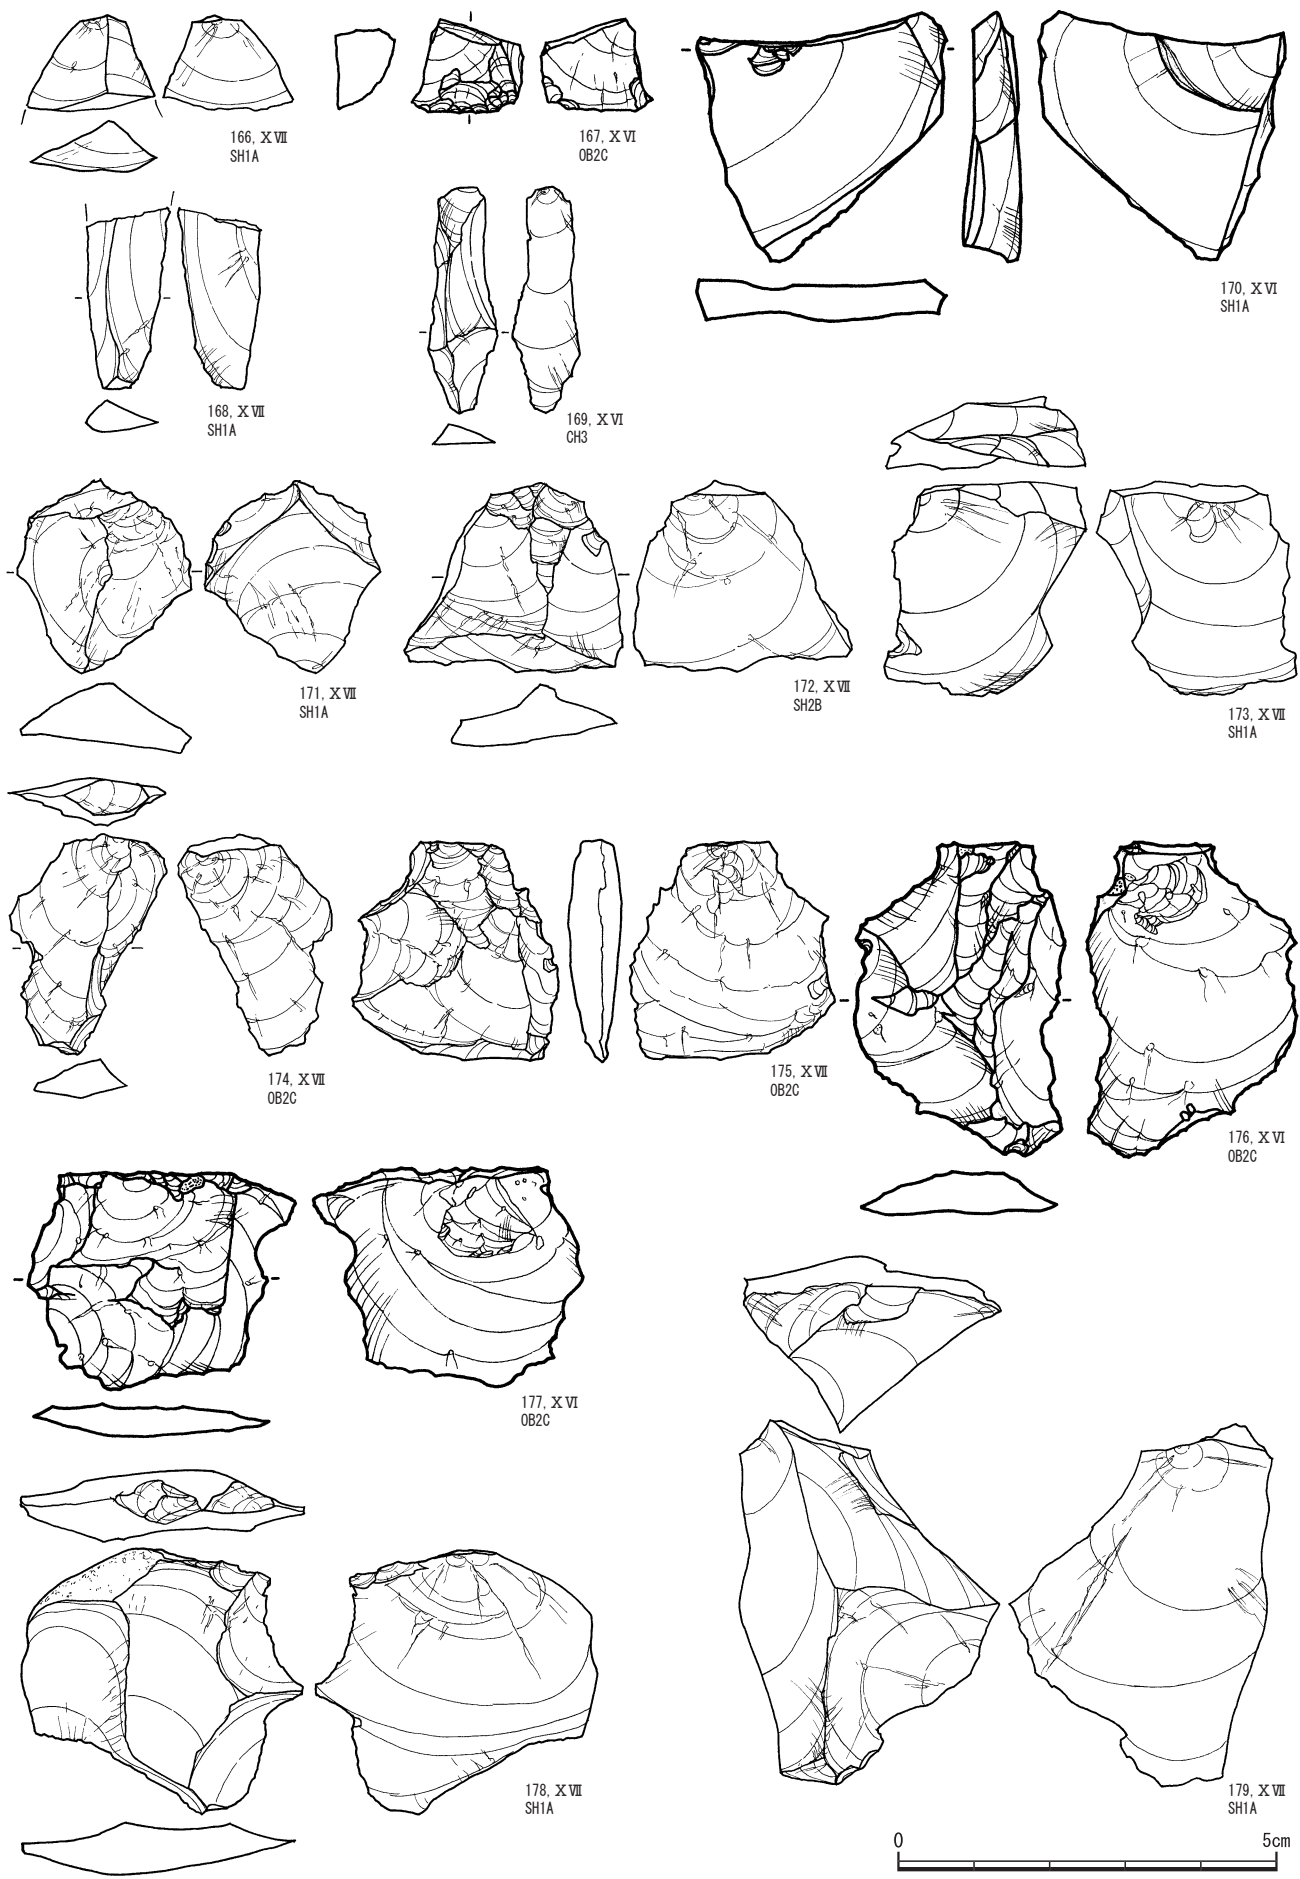 166, XⅦ
SH1A
167, XⅥ
OB2C
170, XⅥ
SH1A
168, XⅦ
SH1A
169, XⅥ
CH3
171, XⅦ
SH1A
172, XⅦ
SH2B
173, XⅦ
SH1A
174, XⅦ
OB2C
175, XⅦ
OB2C
176, XⅥ
OB2C
177, XⅥ
OB2C
178, XⅦ
SH1A
179, XⅦ
SH1A
0 5cm